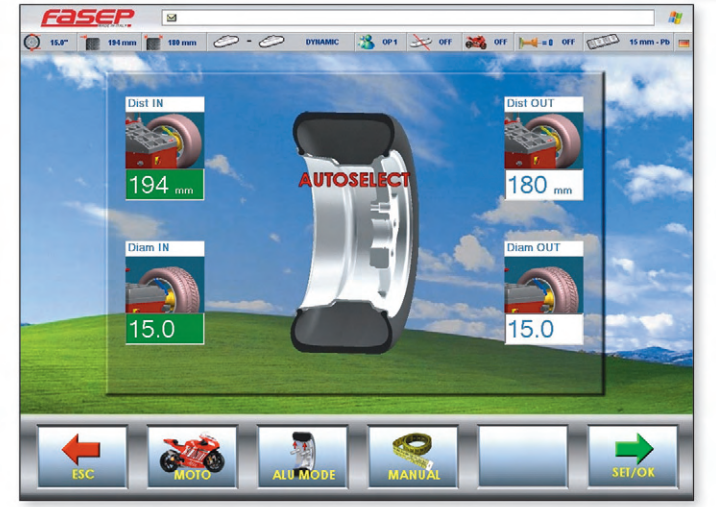 FASEP
15.0"
194 mm
180 mm
-
DYNAMIC
OP 1
OFF
OFF
= 0 OFF
15 mm - Pb
Dist IN
194 mm
Dist OUT
180 mm
AUTOSELECT
Diam IN
15.0
Diam OUT
15.0
ESC
MOTO
ALU MODE
MANUAL
SET/OK